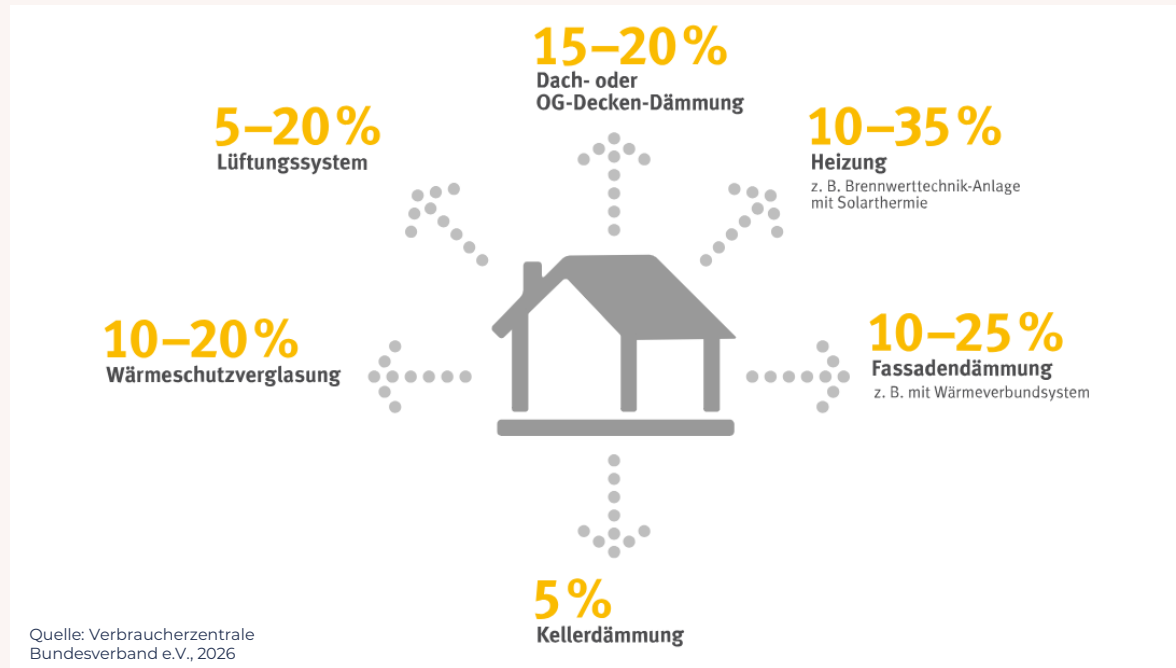 15–20 %
Dach- oder
OG-Decken-Dämmung
5–20 %
Lüftungssystem
10–35 %
Heizung
z. B. Brennwerttechnik-Anlage
mit Solarthermie
10–20 %
Wärmeschutzverglasung
10–25 %
Fassadendämmung
z. B. mit Wärmeverbundsystem
5 %
Kellerdämmung
Quelle: Verbraucherzentrale
Bundesverband e.V., 2026